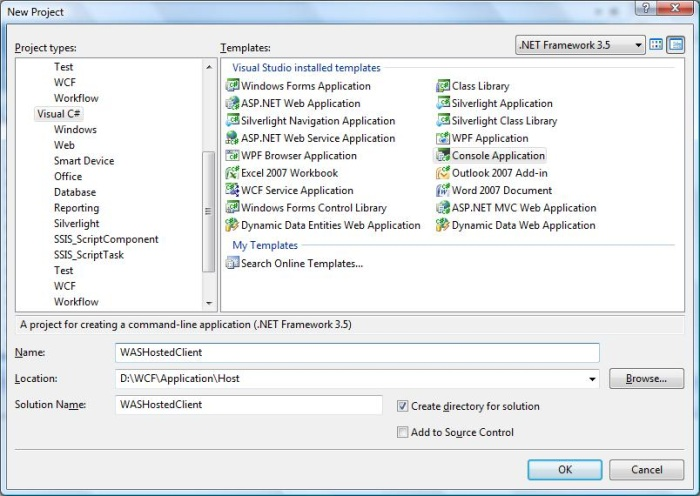 New Project
Project types:
Templates:
.NET Framework 3.5
Test
WCF
Workflow
Visual C#
Windows
Web
Smart Device
Office
Database
Reporting
Silverlight
SSIS_ScriptComponent
SSIS_ScriptTask
Test
WCF
Workflow
Visual Studio installed templates
Windows Forms Application
Class Library
ASP.NET Web Application
Silverlight Application
Silverlight Navigation Application
Silverlight Class Library
ASP.NET Web Service Application
WPF Application
WPF Browser Application
Console Application
Excel 2007 Workbook
Outlook 2007 Add-in
WCF Service Application
Word 2007 Document
Windows Forms Control Library
ASP.NET MVC Web Application
Dynamic Data Entities Web Application
Dynamic Data Web Application
My Templates
Search Online Templates...
A project for creating a command-line application (.NET Framework 3.5)
Name:
WASHostedClient
Location:
D:\WCF\Application\Host
Browse...
Solution Name:
WASHostedClient
Create directory for solution
Add to Source Control
OK
Cancel